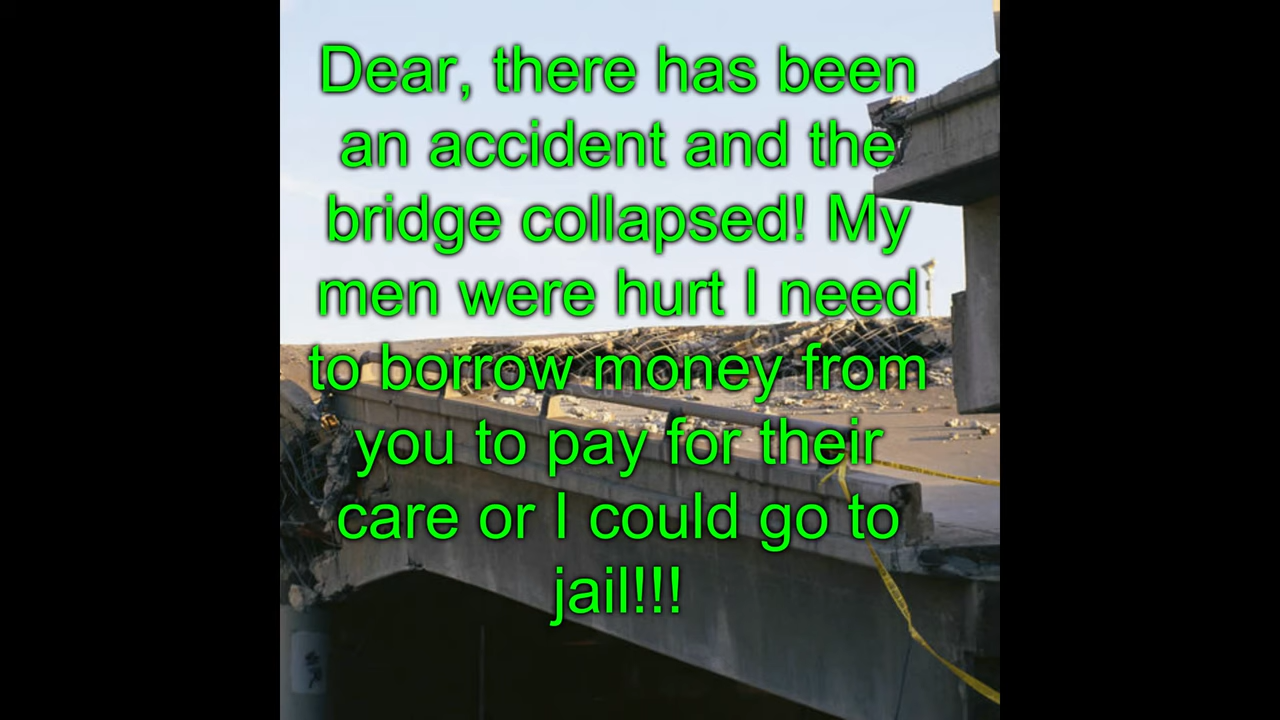 Dear, there has been
an accident and the
bridge collapsed! My
men were hurt I need
to borrow money from
you to pay for their
care or I could go to
jail!!!